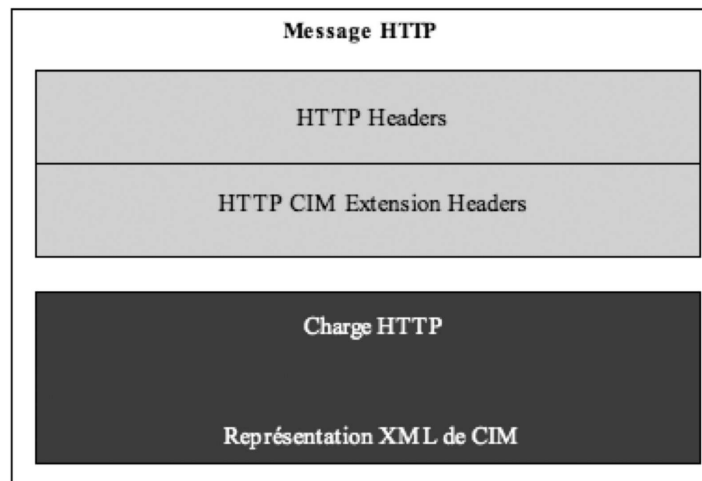 Message HTTP
HTTP Headers
HTTP CIM Extension Headers
Charge HTTP
Représentation XML de CIM